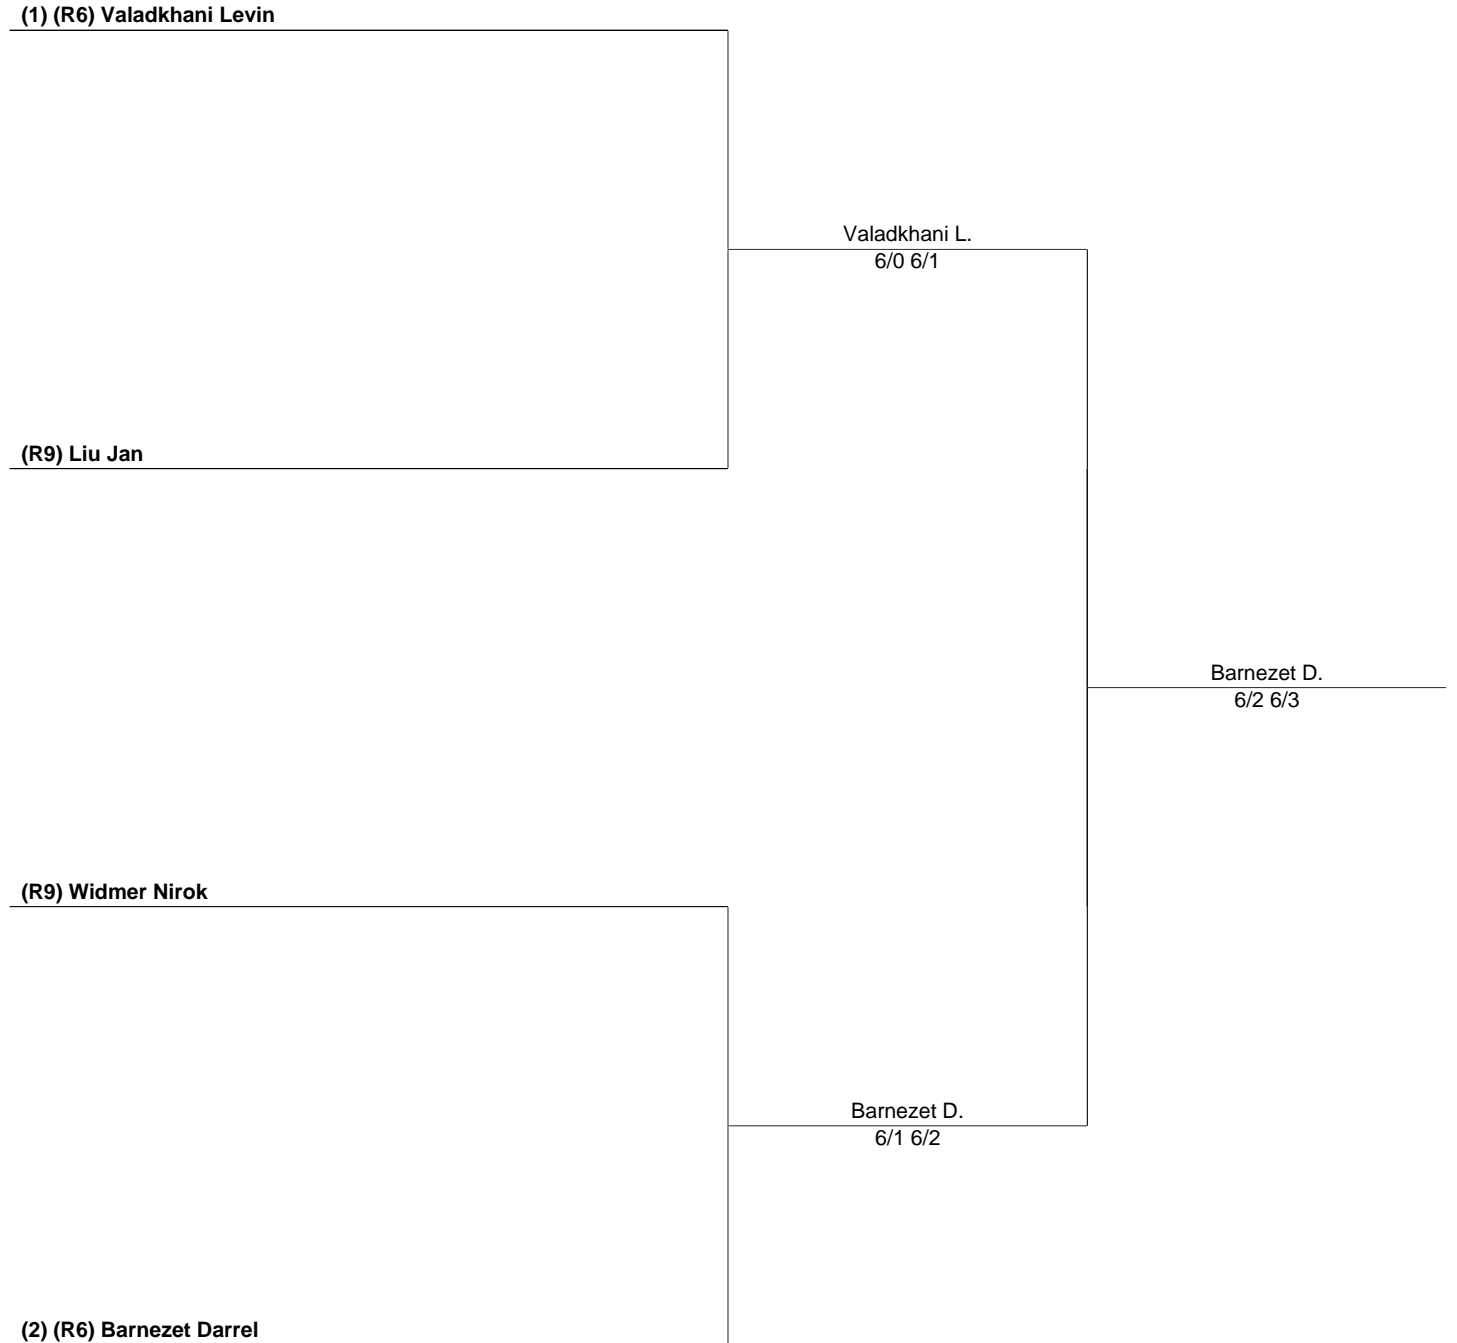 (1) (R6) Valadkhani Levin
Valadkhani L.
6/0 6/1
(R9) Liu Jan
Barnezet D.
6/2 6/3
(R9) Widmer Nirok
Barnezet D.
6/1 6/2
(2) (R6) Barnezet Darrel